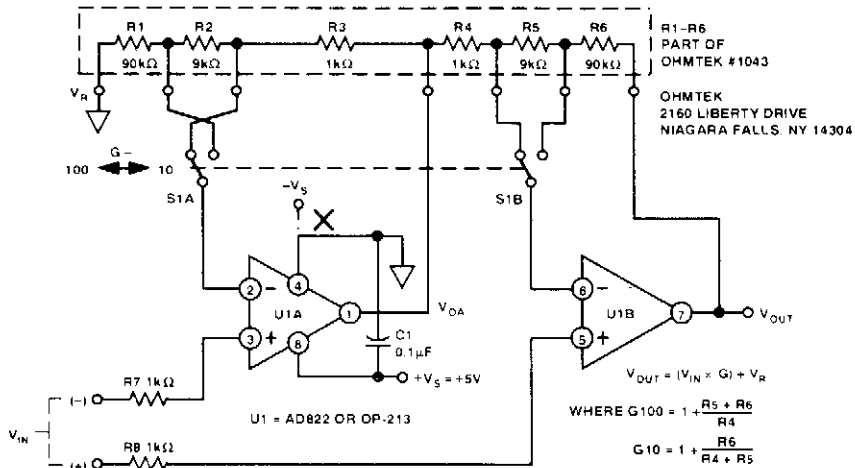 R1 R2 R3 R4 R5 R6
90kΩ 9kΩ 1kΩ 1kΩ 9kΩ 90kΩ
R1–R6
PART OF
OHMTEK #1043
OHMTEK
2160 LIBERTY DRIVE
NIAGARA FALLS, NY 14304
VR
G –
100 10
S1A
S1B
–VS
X
2 –
3 +
4
8
1
U1A
VOA
C1
0.1µF
+VS = +5V
6 –
5 +
7
U1B
VOUT
R7 1kΩ
(–)
VIN
(+)
R8 1kΩ
U1 = AD822 OR OP-213
VOUT = (VIN × G) + VR
WHERE G100 = 1 + R5 + R6 / R4
G10 = 1 + R6 / R4 + R5